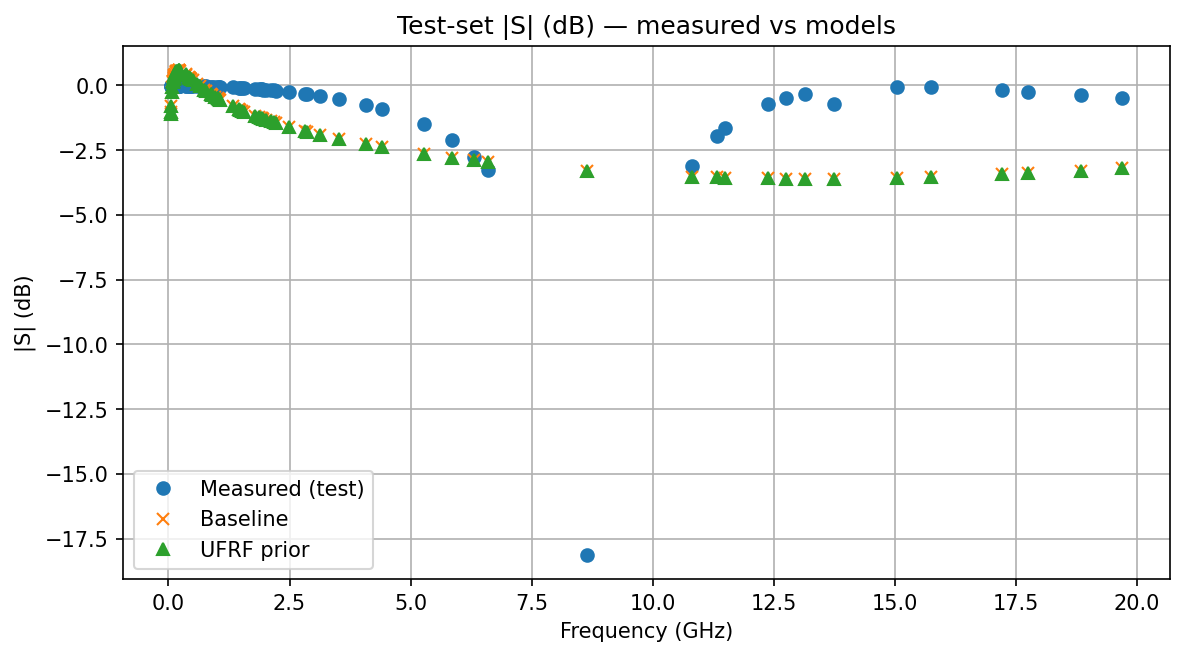 Test-set |S| (dB) — measured vs models
0.0
−2.5
−5.0
−7.5
−10.0
−12.5
−15.0
−17.5
|S| (dB)
Measured (test)
Baseline
UFRF prior
0.0 2.5 5.0 7.5 10.0 12.5 15.0 17.5 20.0
Frequency (GHz)